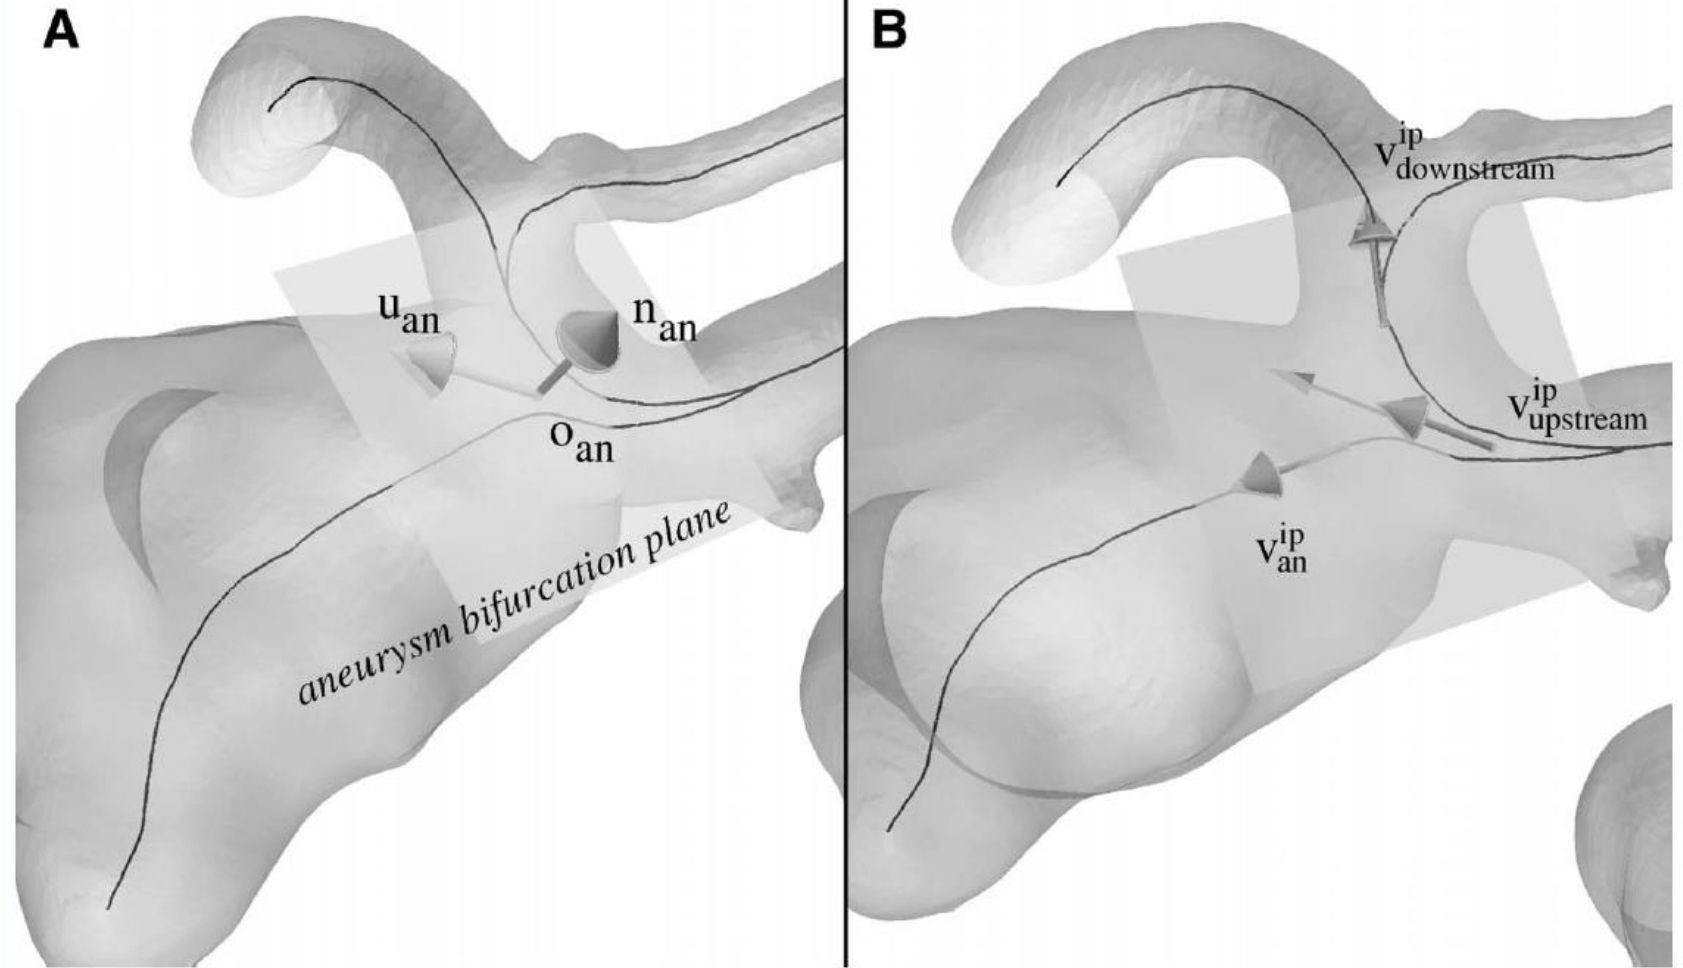 A
u_an
n_an
o_an
aneurysm bifurcation plane
B
v^ip_downstream
v^ip_upstream
v^ip_an